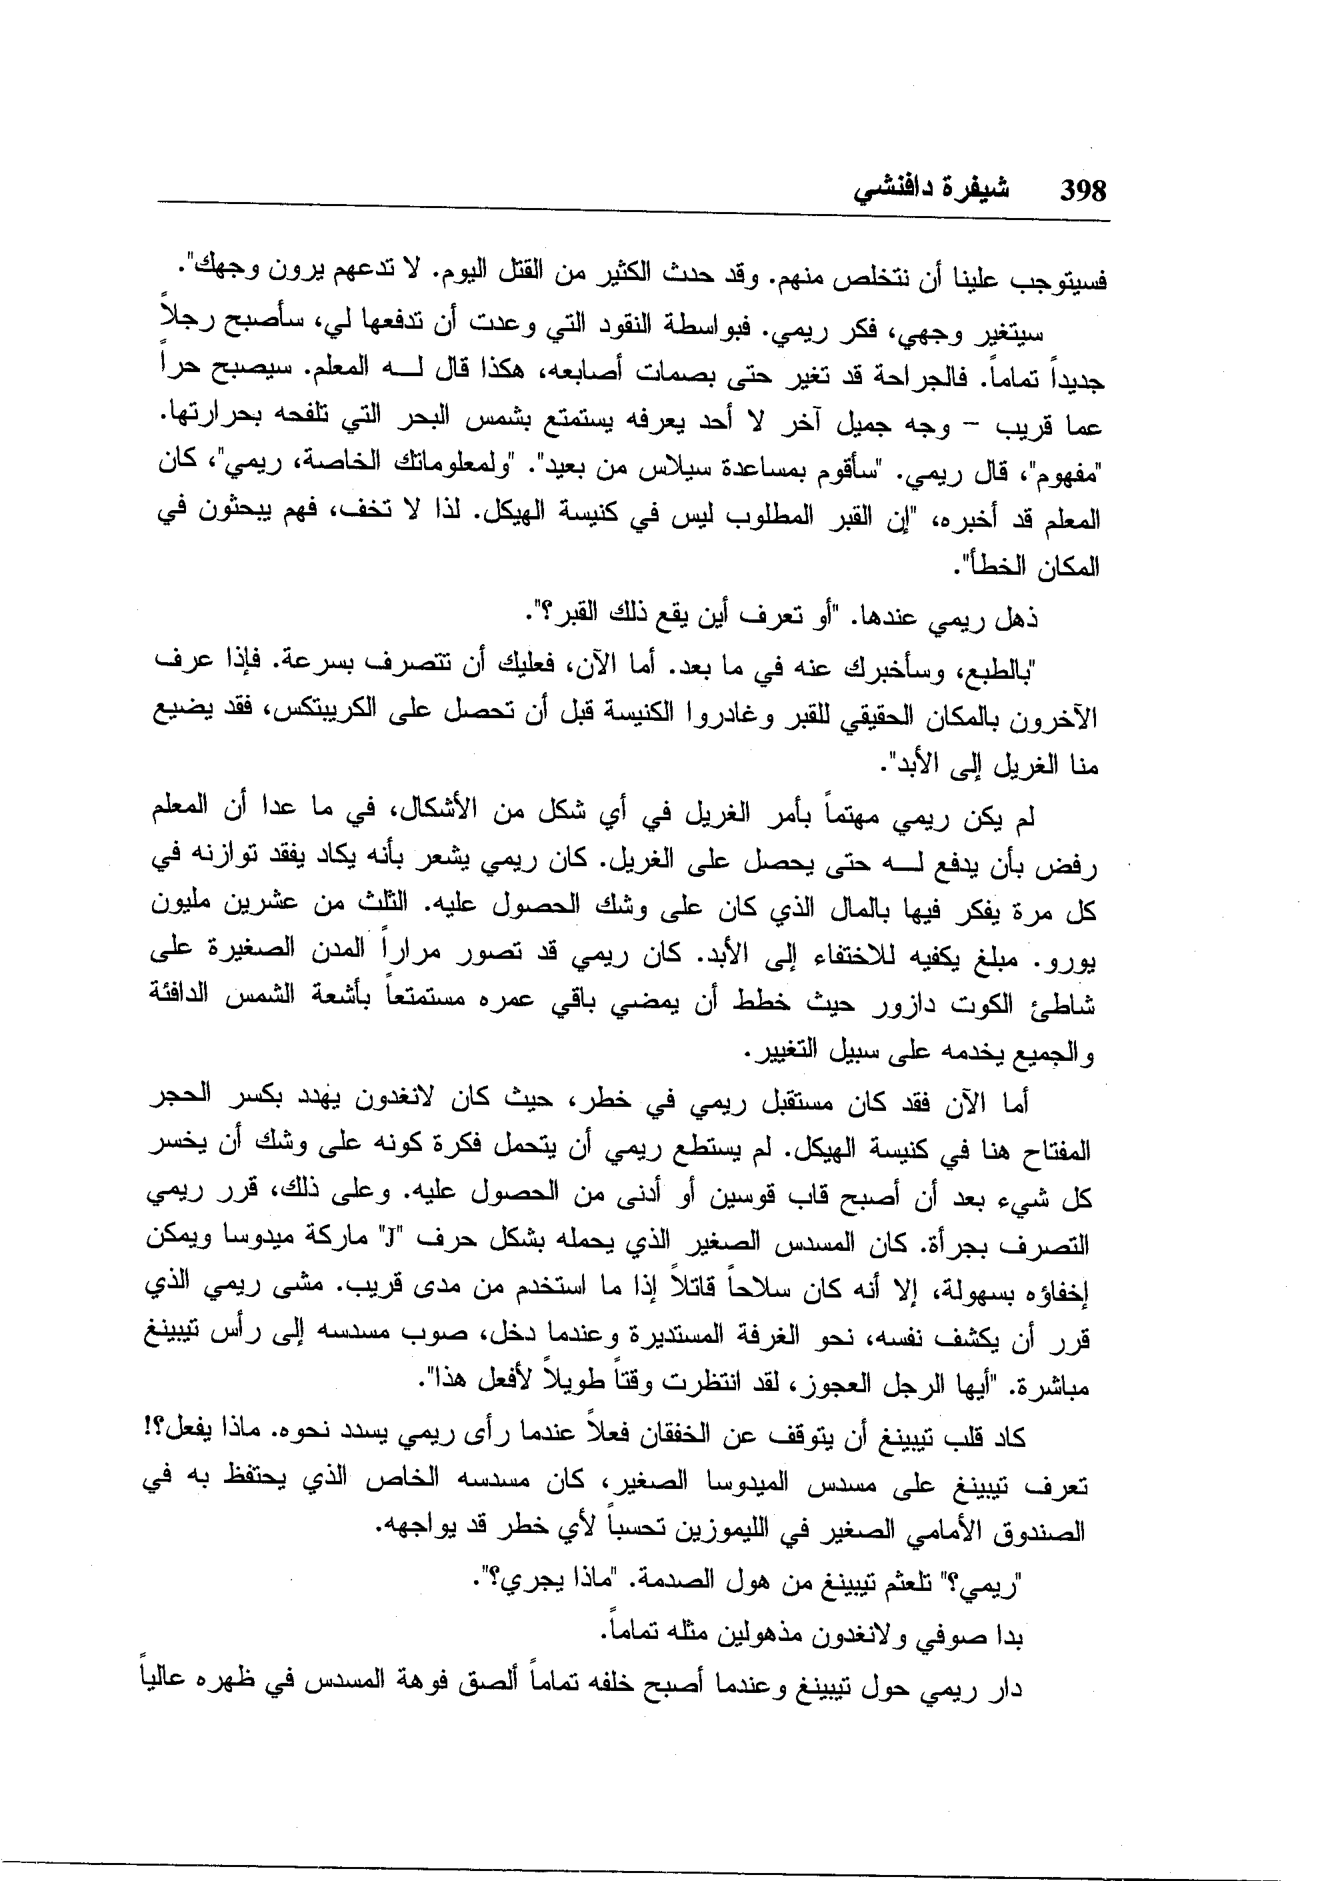 398 شيفرة دافنشي
فسيتوجب علينا أن نتخلص منهم. وقد حدث الكثير من القتل اليوم. لا تدعهم يرون وجهك".
سيتغير وجهي، فكر ريمي. فبواسطة النقود التي وعدت أن تدفعها لي، سأصبح رجلاً
جديداً تماماً. فالجراحة قد تغير حتى بصمات أصابعه، هكذا قال لـه المعلم. سيصبح حراً
عما قريب – وجه جميل آخر لا أحد يعرفه يستمتع بشمس البحر التي تلفحه بحرارتها.
"مفهوم"، قال ريمي. "سأقوم بمساعدة سيلاس من بعيد". "ولمعلوماتك الخاصة، ريمي"، كان
المعلم قد أخبره، "إن القبر المطلوب ليس في كنيسة الهيكل. لذا لا تخف، فهم يبحثون في
المكان الخطأ".
ذهل ريمي عندها. "أو تعرف أين يقع ذلك القبر؟".
"بالطبع، وسأخبرك عنه في ما بعد. أما الآن، فعليك أن تتصرف بسرعة. فإذا عرف
الآخرون بالمكان الحقيقي للقبر وغادروا الكنيسة قبل أن تحصل على الكريبتكس، فقد يضيع
منا الغريل إلى الأبد".
لم يكن ريمي مهتماً بأمر الغريل في أي شكل من الأشكال، في ما عدا أن المعلم
رفض بأن يدفع لـه حتى يحصل على الغريل. كان ريمي يشعر بأنه يكاد يفقد توازنه في
كل مرة يفكر فيها بالمال الذي كان على وشك الحصول عليه. الثلث من عشرين مليون
يورو. مبلغ يكفيه للاختفاء إلى الأبد. كان ريمي قد تصور مراراً المدن الصغيرة على
شاطئ الكوت دازور حيث خطط أن يمضي باقي عمره مستمتعاً بأشعة الشمس الدافئة
والجميع يخدمه على سبيل التغيير.
أما الآن فقد كان مستقبل ريمي في خطر، حيث كان لانغدون يهدد بكسر الحجر
المفتاح هنا في كنيسة الهيكل. لم يستطع ريمي أن يتحمل فكرة كونه على وشك أن يخسر
كل شيء بعد أن أصبح قاب قوسين أو أدنى من الحصول عليه. وعلى ذلك، قرر ريمي
التصرف بجرأة. كان المسدس الصغير الذي يحمله بشكل حرف "J" ماركة ميدوسا ويمكن
إخفاؤه بسهولة، إلا أنه كان سلاحاً قاتلاً إذا ما استخدم من مدى قريب. مشى ريمي الذي
قرر أن يكشف نفسه، نحو الغرفة المستديرة وعندما دخل، صوب مسدسه إلى رأس تيبينغ
مباشرة. "أيها الرجل العجوز، لقد انتظرت وقتاً طويلاً لأفعل هذا".
كاد قلب تيبينغ أن يتوقف عن الخفقان فعلاً عندما رأى ريمي يسدد نحوه. ماذا يفعل؟!
تعرف تيبينغ على مسدس الميدوسا الصغير، كان مسدسه الخاص الذي يحتفظ به في
الصندوق الأمامي الصغير في الليموزين تحسباً لأي خطر قد يواجهه.
"ريمي؟" تلعثم تيبينغ من هول الصدمة. "ماذا يجري؟".
بدا صوفي ولانغدون مذهولين مثله تماماً.
دار ريمي حول تيبينغ وعندما أصبح خلفه تماماً ألصق فوهة المسدس في ظهره عالياً